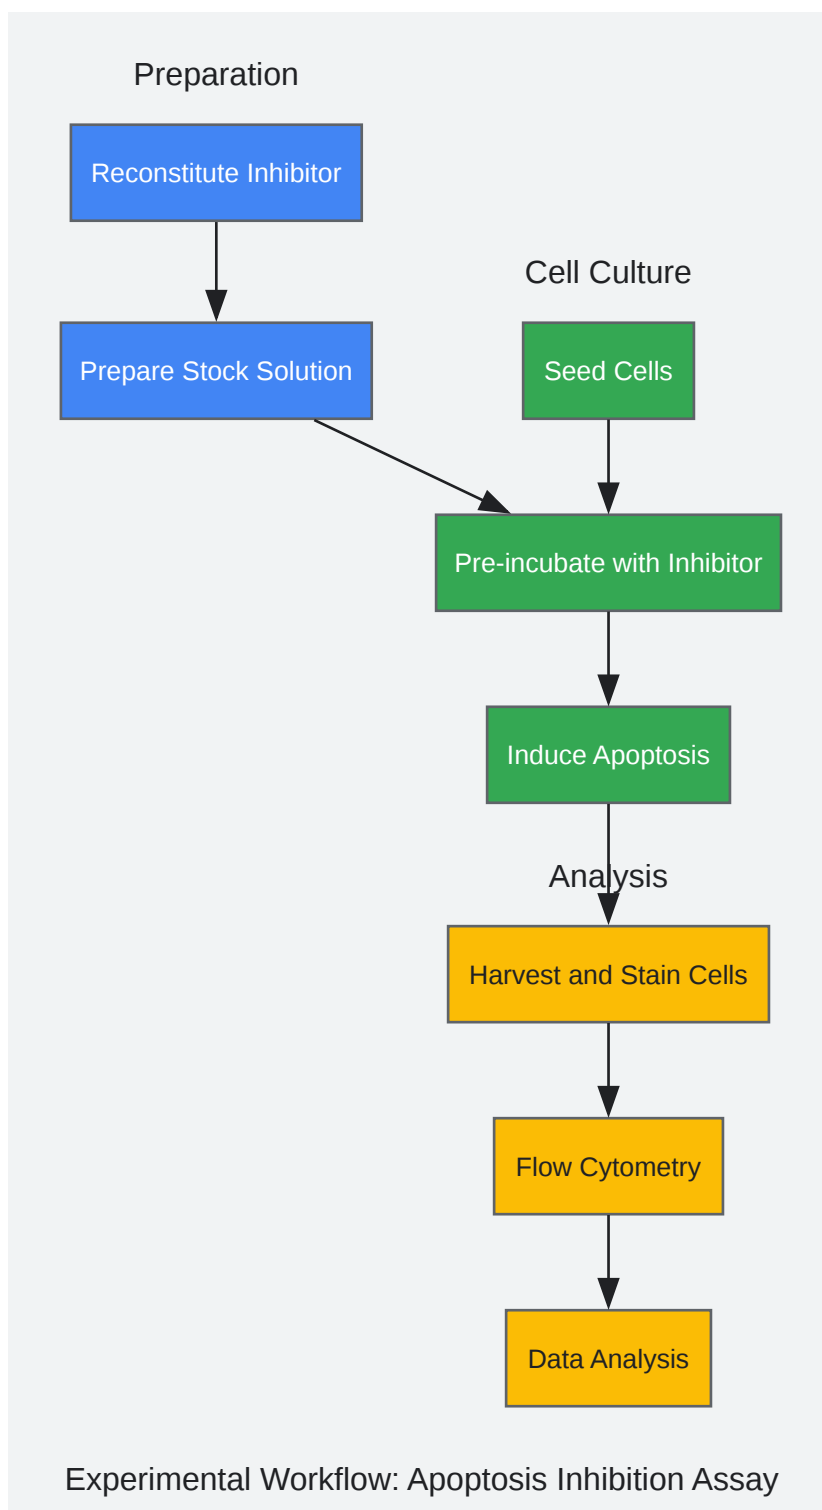 Preparation
Reconstitute Inhibitor
Cell Culture
Prepare Stock Solution
Seed Cells
Pre-incubate with Inhibitor
Induce Apoptosis
Analysis
Harvest and Stain Cells
Flow Cytometry
Data Analysis
Experimental Workflow: Apoptosis Inhibition Assay